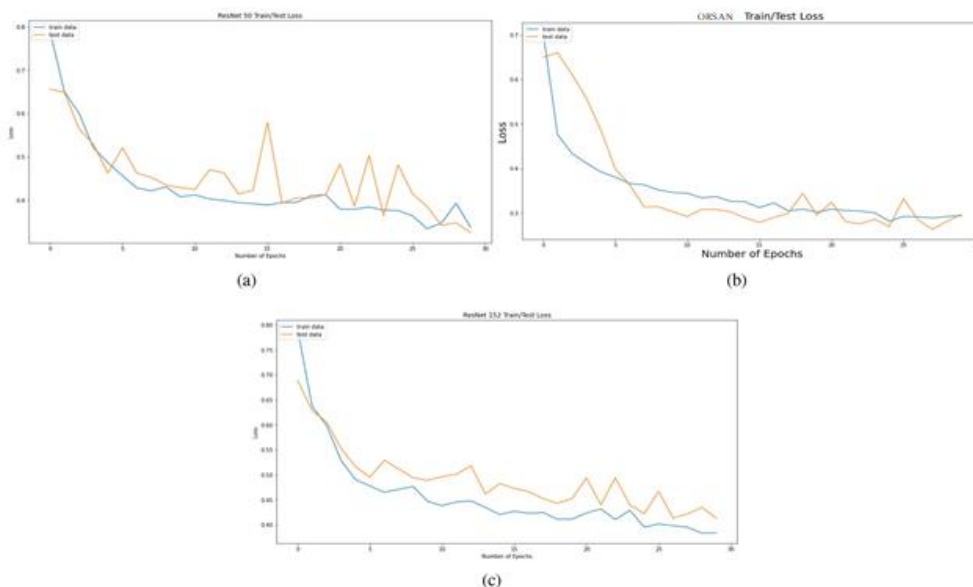 ResNet 50 Train/Test Loss
train data
test data
0.8
0.7
0.6
0.5
0.4
Loss
0 5 10 15 20 25 30
Number of Epochs
(a)
ORSAN Train/Test Loss
train data
test data
0.7
0.6
0.5
0.4
0.3
Loss
0 5 10 15 20 25
Number of Epochs
(b)
ResNet 152 Train/Test Loss
train data
test data
0.80
0.75
0.70
0.65
0.60
0.55
0.50
0.45
0.40
Loss
0 5 10 15 20 25 30
Number of Epochs
(c)